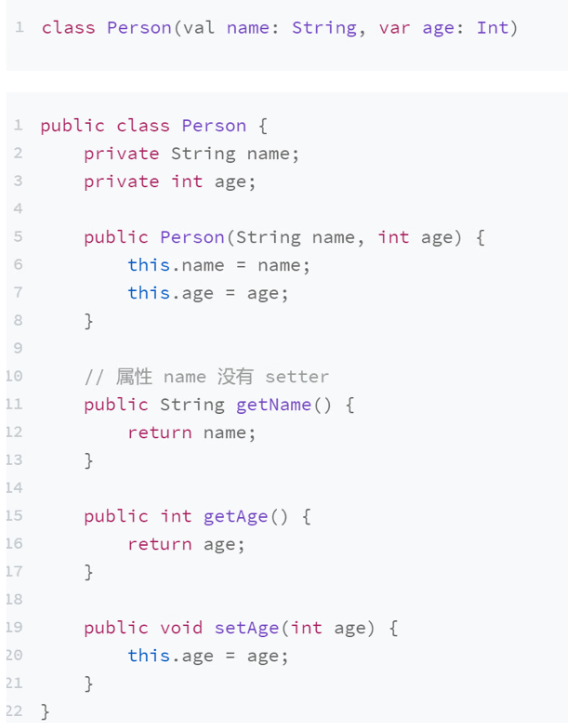 1 class Person(val name: String, var age: Int)
1 public class Person {
2 private String name;
3 private int age;
4
5 public Person(String name, int age) {
6 this.name = name;
7 this.age = age;
8 }
9
10 // 属性 name 没有 setter
11 public String getName() {
12 return name;
13 }
14
15 public int getAge() {
16 return age;
17 }
18
19 public void setAge(int age) {
20 this.age = age;
21 }
22 }